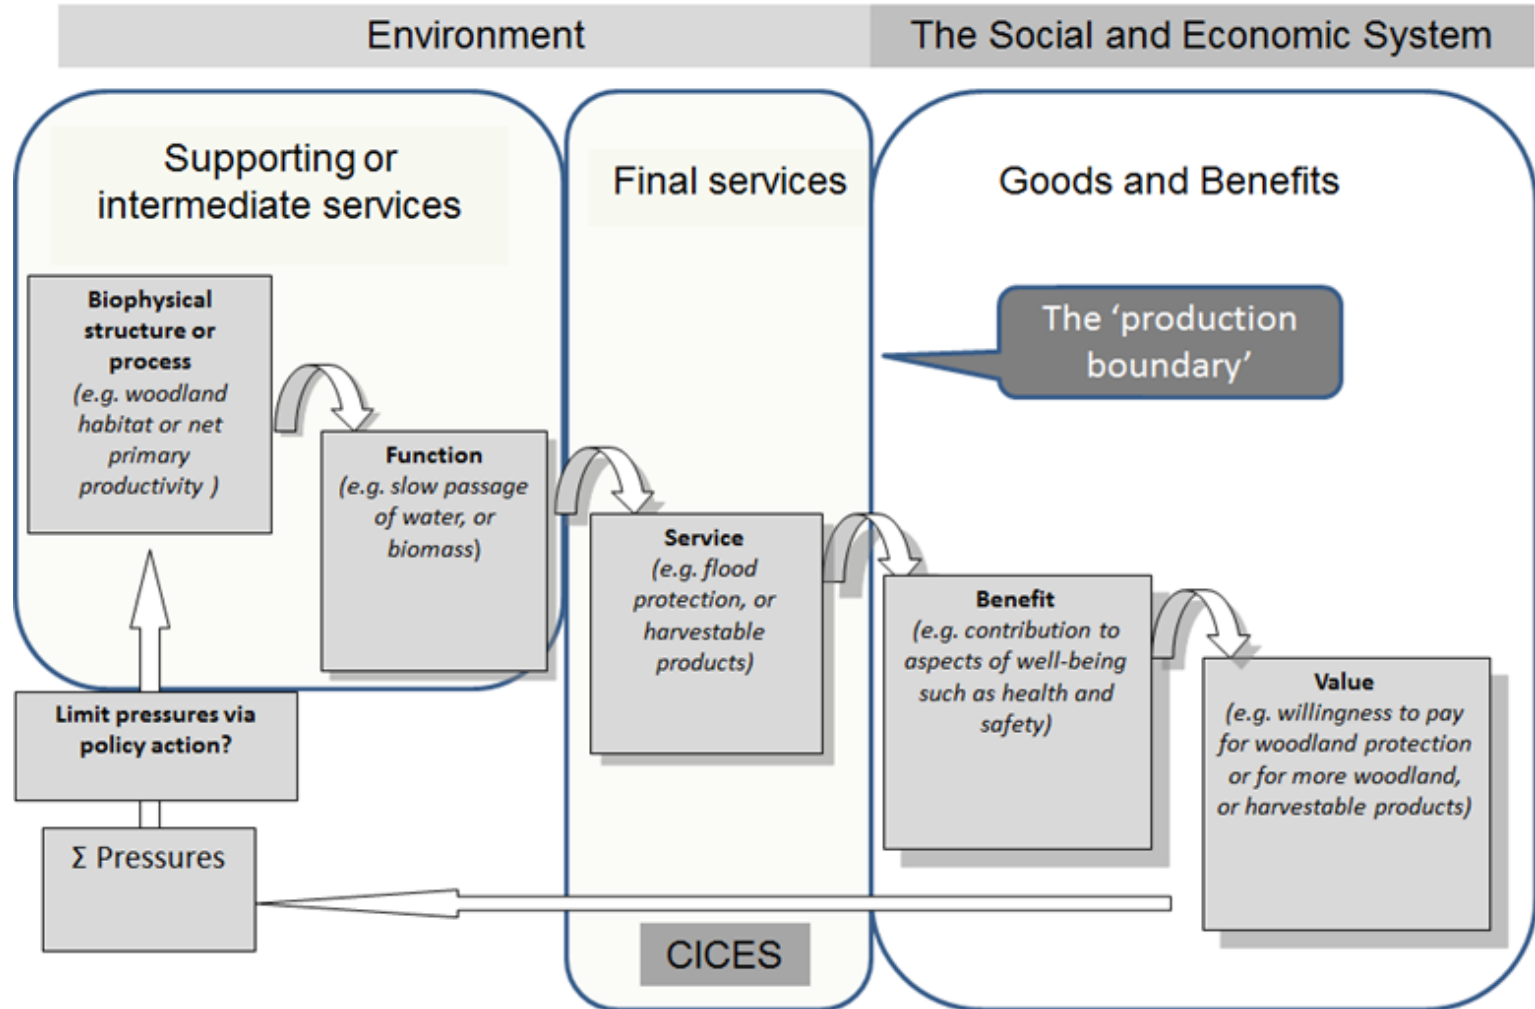 Environment
The Social and Economic System
Supporting or
intermediate services
Final services
Goods and Benefits
The ‘production
boundary’
Biophysical
structure or
process
(e.g. woodland
habitat or net
primary
productivity )
Function
(e.g. slow passage
of water, or
biomass)
Service
(e.g. flood
protection, or
harvestable
products)
Benefit
(e.g. contribution to
aspects of well-being
such as health and
safety)
Value
(e.g. willingness to pay
for woodland protection
or for more woodland,
or harvestable products)
Limit pressures via
policy action?
Σ Pressures
CICES